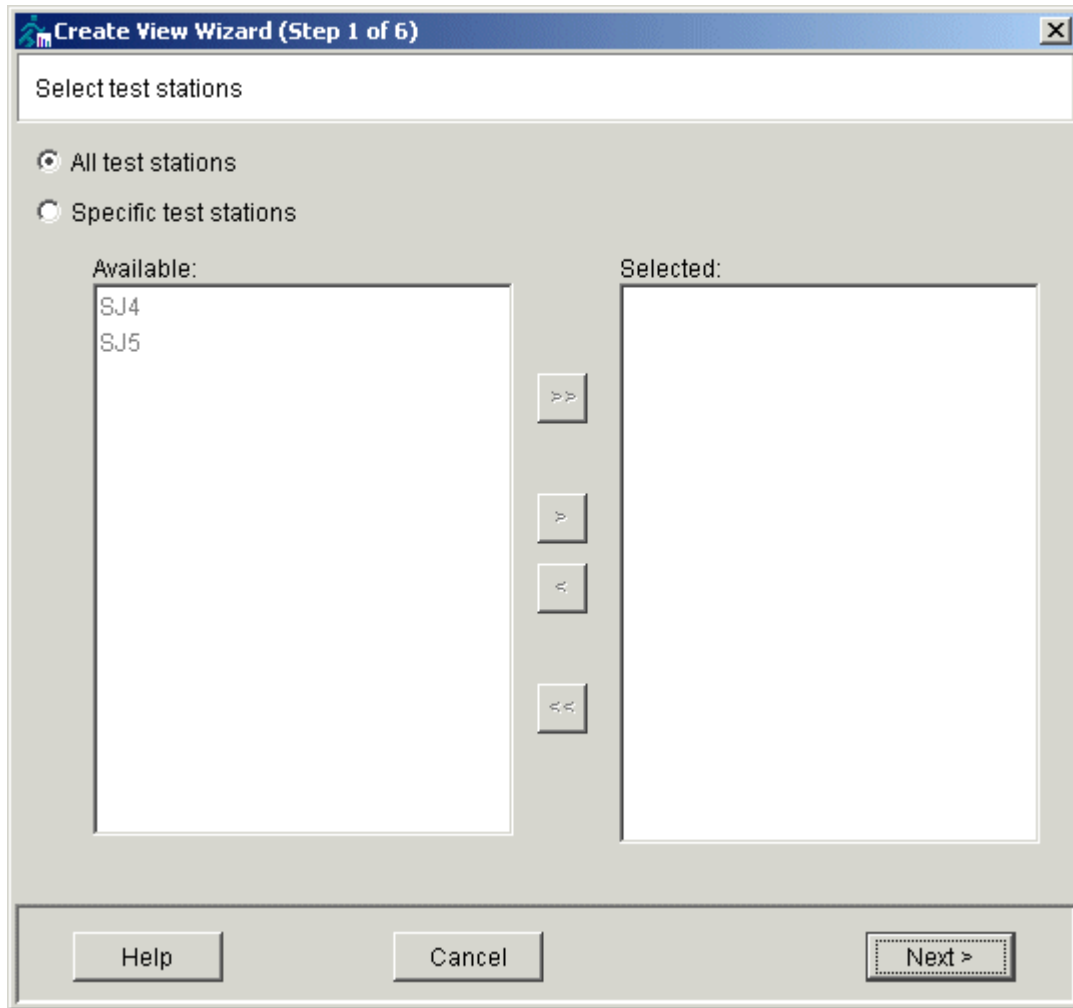 Create View Wizard (Step 1 of 6)
Select test stations
All test stations
Specific test stations
Available:
Selected:
SJ4
SJ5
>>
>
<
<<
Help
Cancel
Next >